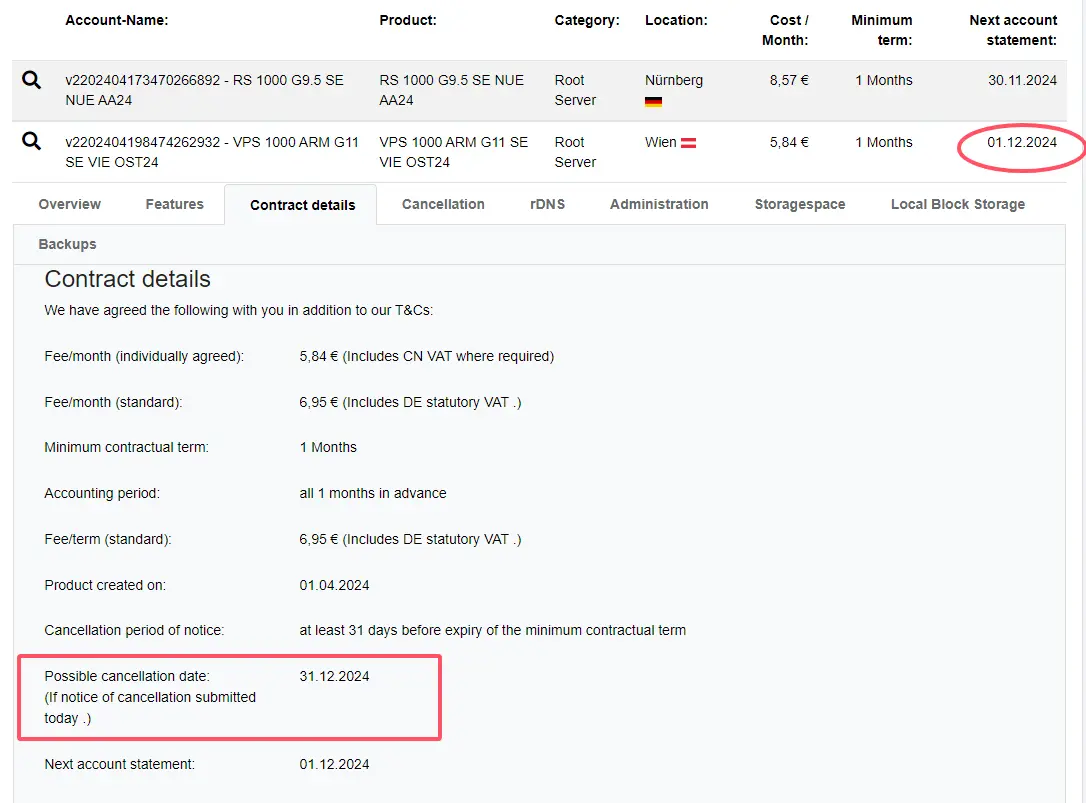 Account-Name: Product: Category: Location: Cost / Minimum Next account
Month: term: statement:
v2202404173470266892 - RS 1000 G9.5 SE RS 1000 G9.5 SE NUE Root Nürnberg 8,57 € 1 Months 30.11.2024
NUE AA24 AA24 Server
v2202404198474262932 - VPS 1000 ARM G11 VPS 1000 ARM G11 SE Root Wien 5,84 € 1 Months 01.12.2024
SE VIE OST24 VIE OST24 Server
Overview Features Contract details Cancellation rDNS Administration Storagespace Local Block Storage
Backups
Contract details
We have agreed the following with you in addition to our T&Cs:
Fee/month (individually agreed): 5,84 € (Includes CN VAT where required)
Fee/month (standard): 6,95 € (Includes DE statutory VAT .)
Minimum contractual term: 1 Months
Accounting period: all 1 months in advance
Fee/term (standard): 6,95 € (Includes DE statutory VAT .)
Product created on: 01.04.2024
Cancellation period of notice: at least 31 days before expiry of the minimum contractual term
Possible cancellation date: 31.12.2024
(If notice of cancellation submitted
today .)
Next account statement: 01.12.2024